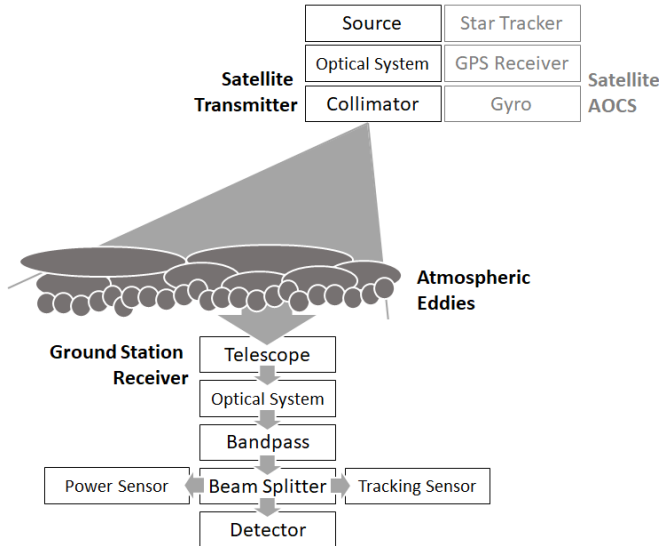 Source
Star Tracker
Optical System
GPS Receiver
Collimator
Gyro
Satellite
Transmitter
Satellite
AOCS
Atmospheric
Eddies
Ground Station
Receiver
Telescope
Optical System
Bandpass
Power Sensor
Beam Splitter
Tracking Sensor
Detector